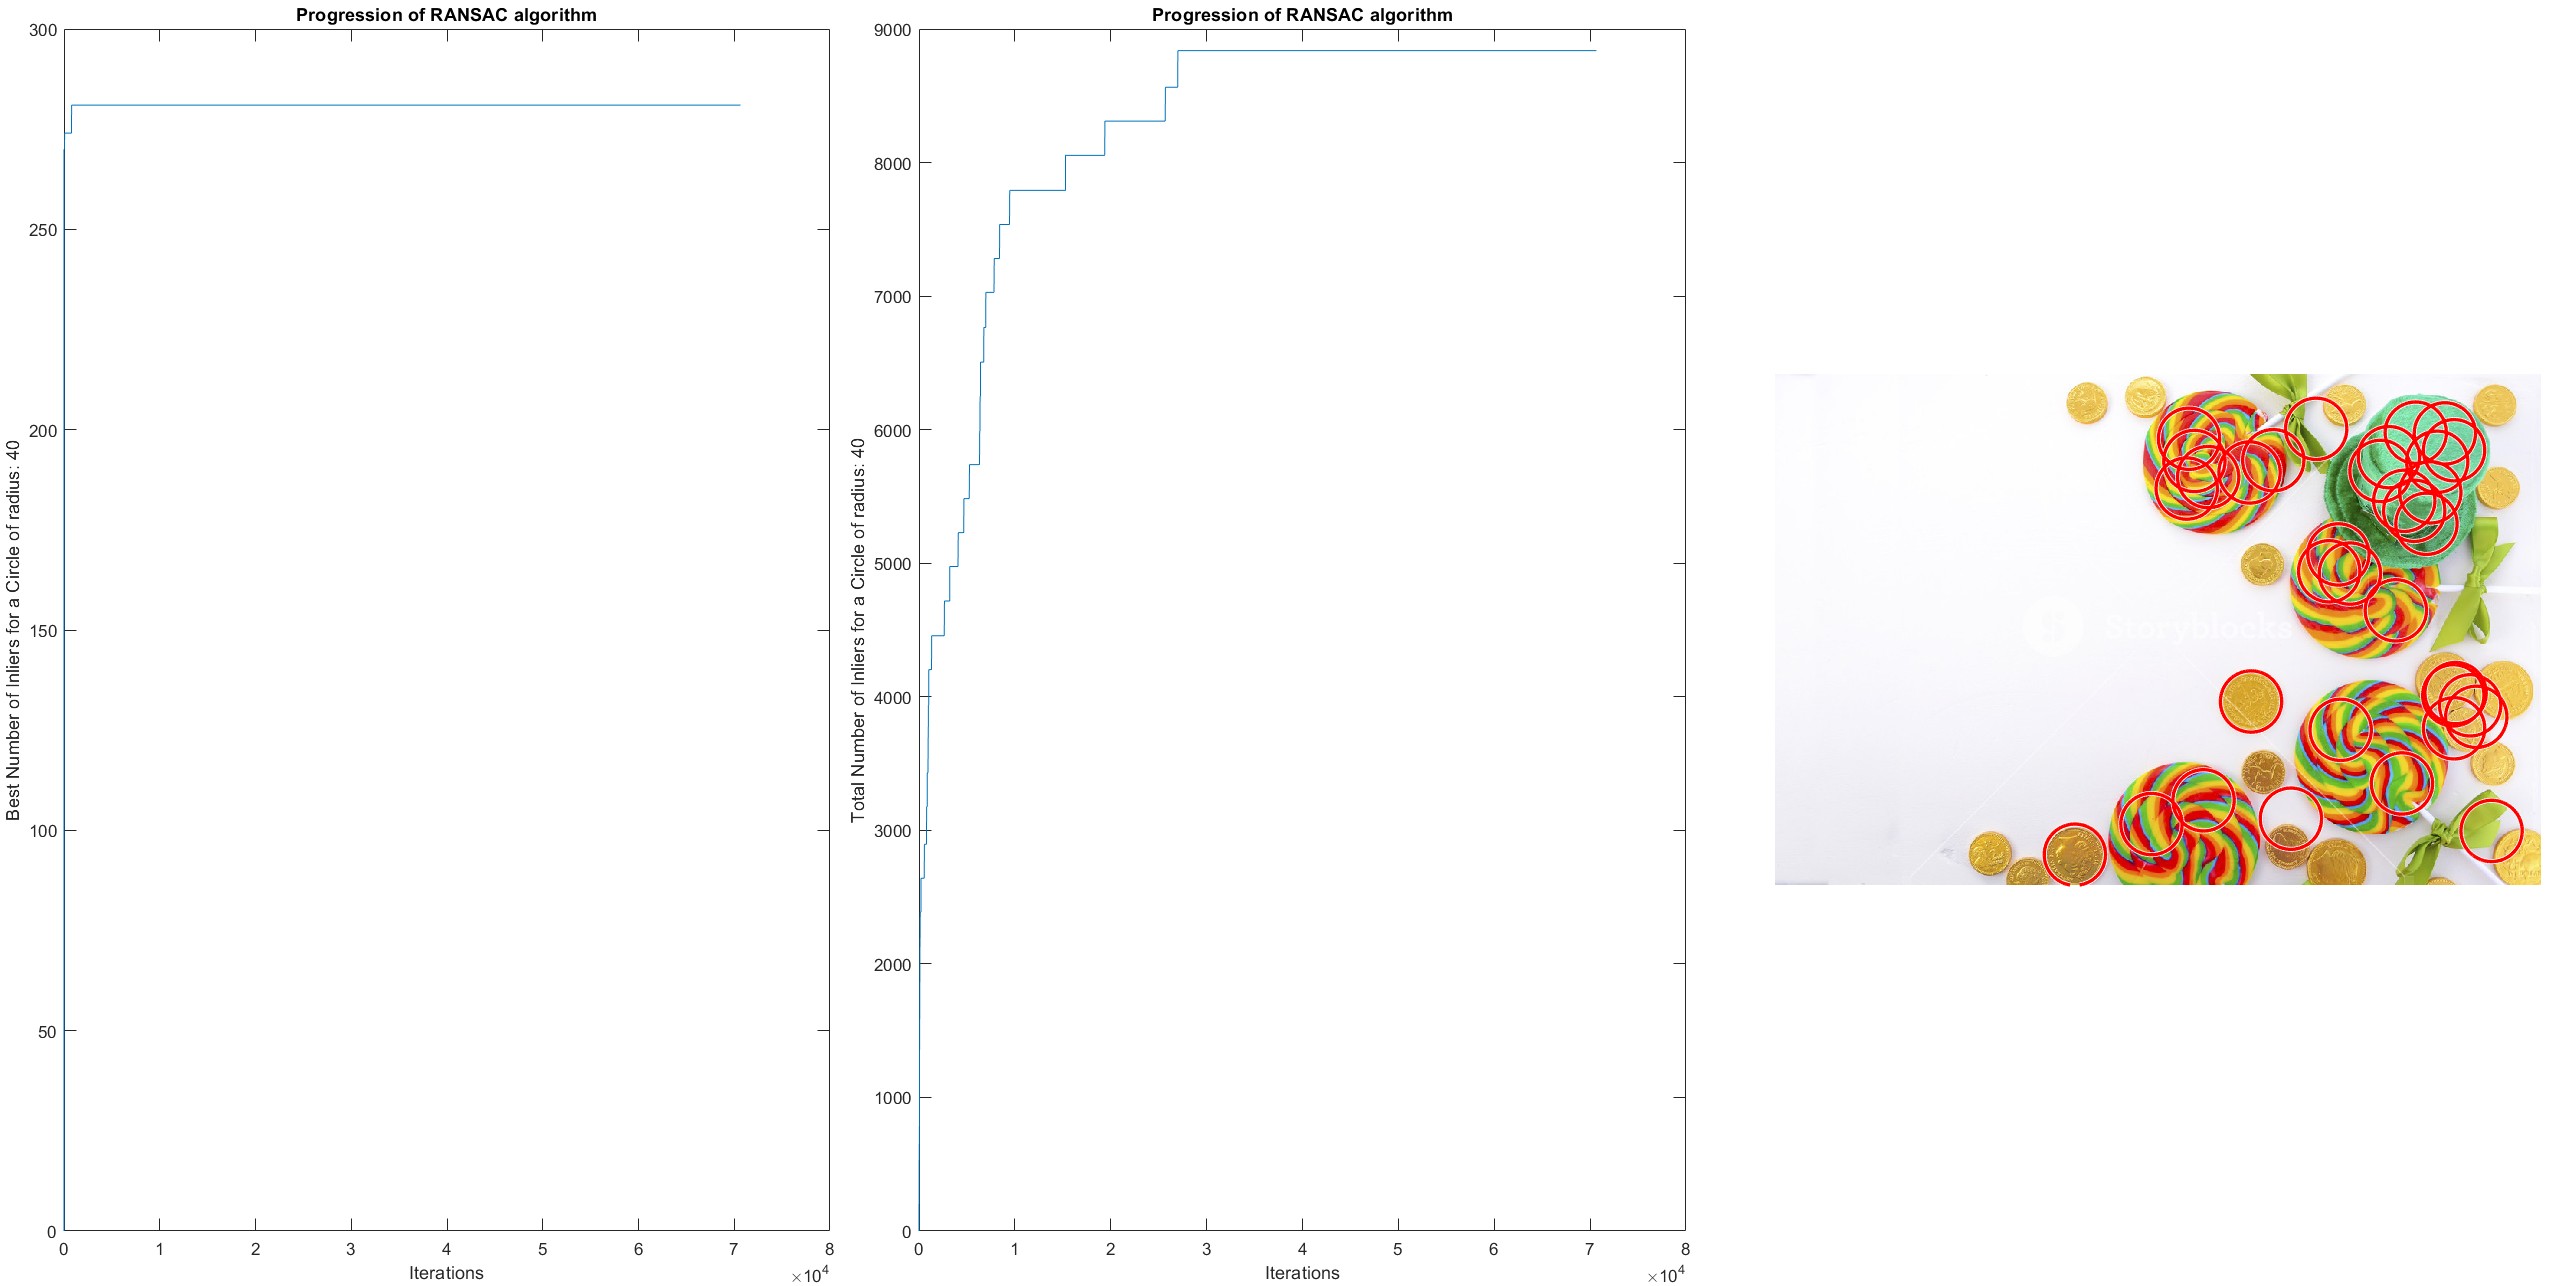 Progression of RANSAC algorithm
Best Number of Inliers for a Circle of radius: 40
300
250
200
150
100
50
0
0 1 2 3 4 5 6 7 8
Iterations
×10^4
Progression of RANSAC algorithm
Total Number of Inliers for a Circle of radius: 40
9000
8000
7000
6000
5000
4000
3000
2000
1000
0
0 1 2 3 4 5 6 7 8
Iterations
×10^4
Storyblocks